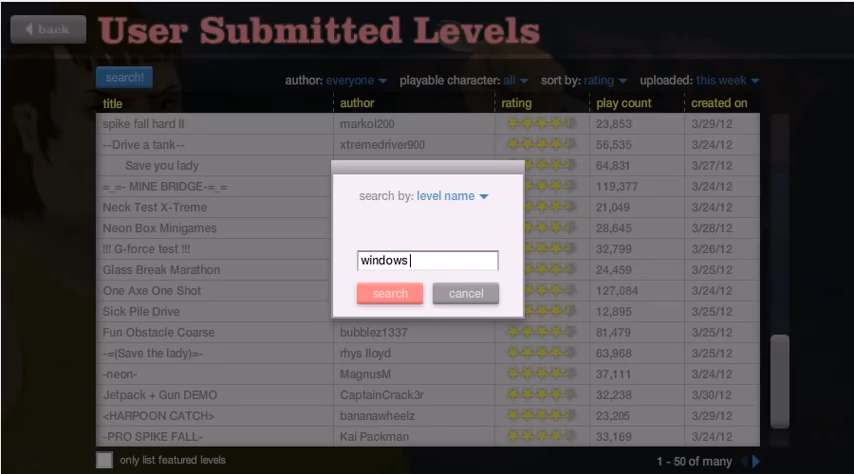 back User Submitted Levels
search! author: everyone playable character: all sort by: rating uploaded: this week
title author rating play count created on
spike fall hard II markol200 23,853 3/29/12
--Drive a tank-- xtremedriver900 56,535 3/24/12
Save you lady 64,831 3/27/12
=_=- MINE BRIDGE-=_= 119,377 3/24/12
Neck Test X-Treme 21,049 3/24/12
Neon Box Minigames 28,645 3/28/12
!!! G-force test !!! 32,799 3/26/12
Glass Break Marathon 24,459 3/25/12
One Axe One Shot 127,084 3/24/12
Sick Pile Drive 12,895 3/25/12
Fun Obstacle Coarse bubblez1337 81,479 3/25/12
-=(Save the lady)=- rhys lloyd 63,968 3/25/12
-neon- MagnusM 37,111 3/24/12
Jetpack + Gun DEMO CaptainCrack3r 32,238 3/30/12
<HARPOON CATCH> bananawheelz 23,205 3/29/12
-PRO SPIKE FALL- Kai Packman 33,169 3/24/12
search by: level name
windows
search cancel
only list featured levels 1 - 50 of many